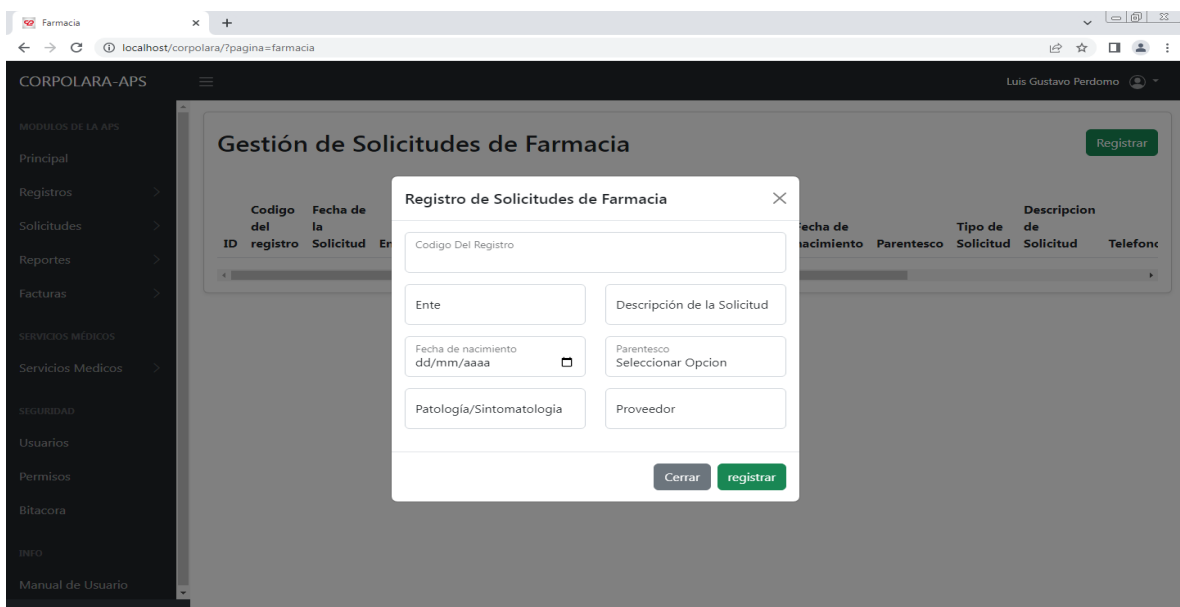 Farmacia
localhost/corpolara/?pagina=farmacia
CORPOLARA-APS
Luis Gustavo Perdomo
MODULOS DE LA APS
Principal
Registros
Solicitudes
Reportes
Facturas
SERVICIOS MÉDICOS
Servicios Medicos
SEGURIDAD
Usuarios
Permisos
Bitacora
INFO
Manual de Usuario
Gestión de Solicitudes de Farmacia
Registrar
Codigo Fecha de Descripcion
del la echa de Tipo de de
ID registro Solicitud En acimiento Parentesco Solicitud Solicitud Telefono
Registro de Solicitudes de Farmacia
Codigo Del Registro
Ente
Descripción de la Solicitud
Fecha de nacimiento
dd/mm/aaaa
Parentesco
Seleccionar Opcion
Patología/Sintomatologia
Proveedor
Cerrar
registrar